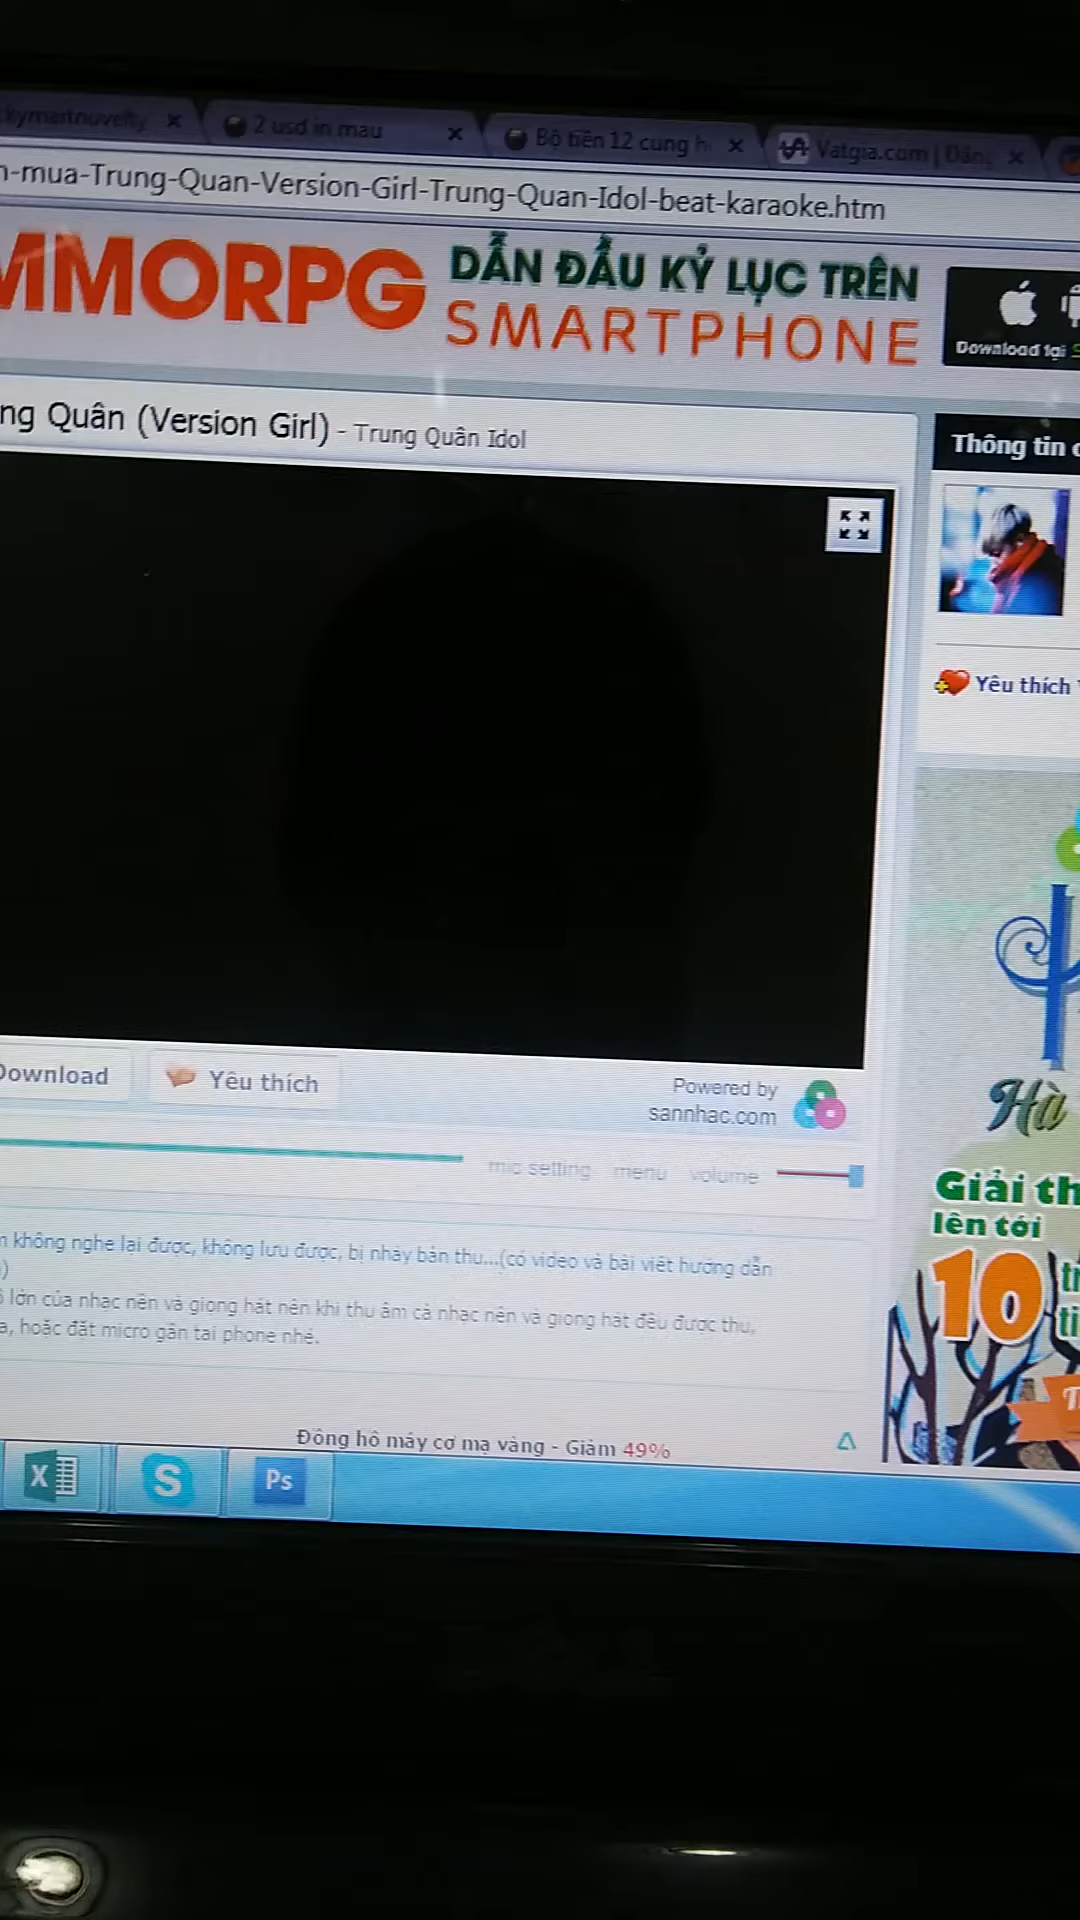 2 usd in mau
Bộ tiền 12 cung h
Vatgia.com | Đăng
n-mua-Trung-Quan-Version-Girl-Trung-Quan-Idol-beat-karaoke.htm
MMORPG
DẪN ĐẦU KỶ LỤC TRÊN
SMARTPHONE
Download tại
ng Quân (Version Girl) - Trung Quân Idol
Thông tin c
Yêu thích
Download
Yêu thích
Powered by
sannhac.com
mic setting menu volume
Hà
Giải th
lên tới
10 ti
không nghe lại được, không lưu được, bị nhảy bản thu...(có video và bài viết hướng dẫn
)
lớn của nhạc nền và giọng hát nên khi thu âm cả nhạc nền và giọng hát đều được thu,
a, hoặc đặt micro gần tai phone nhé.
Đồng hồ máy cơ mạ vàng - Giảm 49%
X
S
Ps